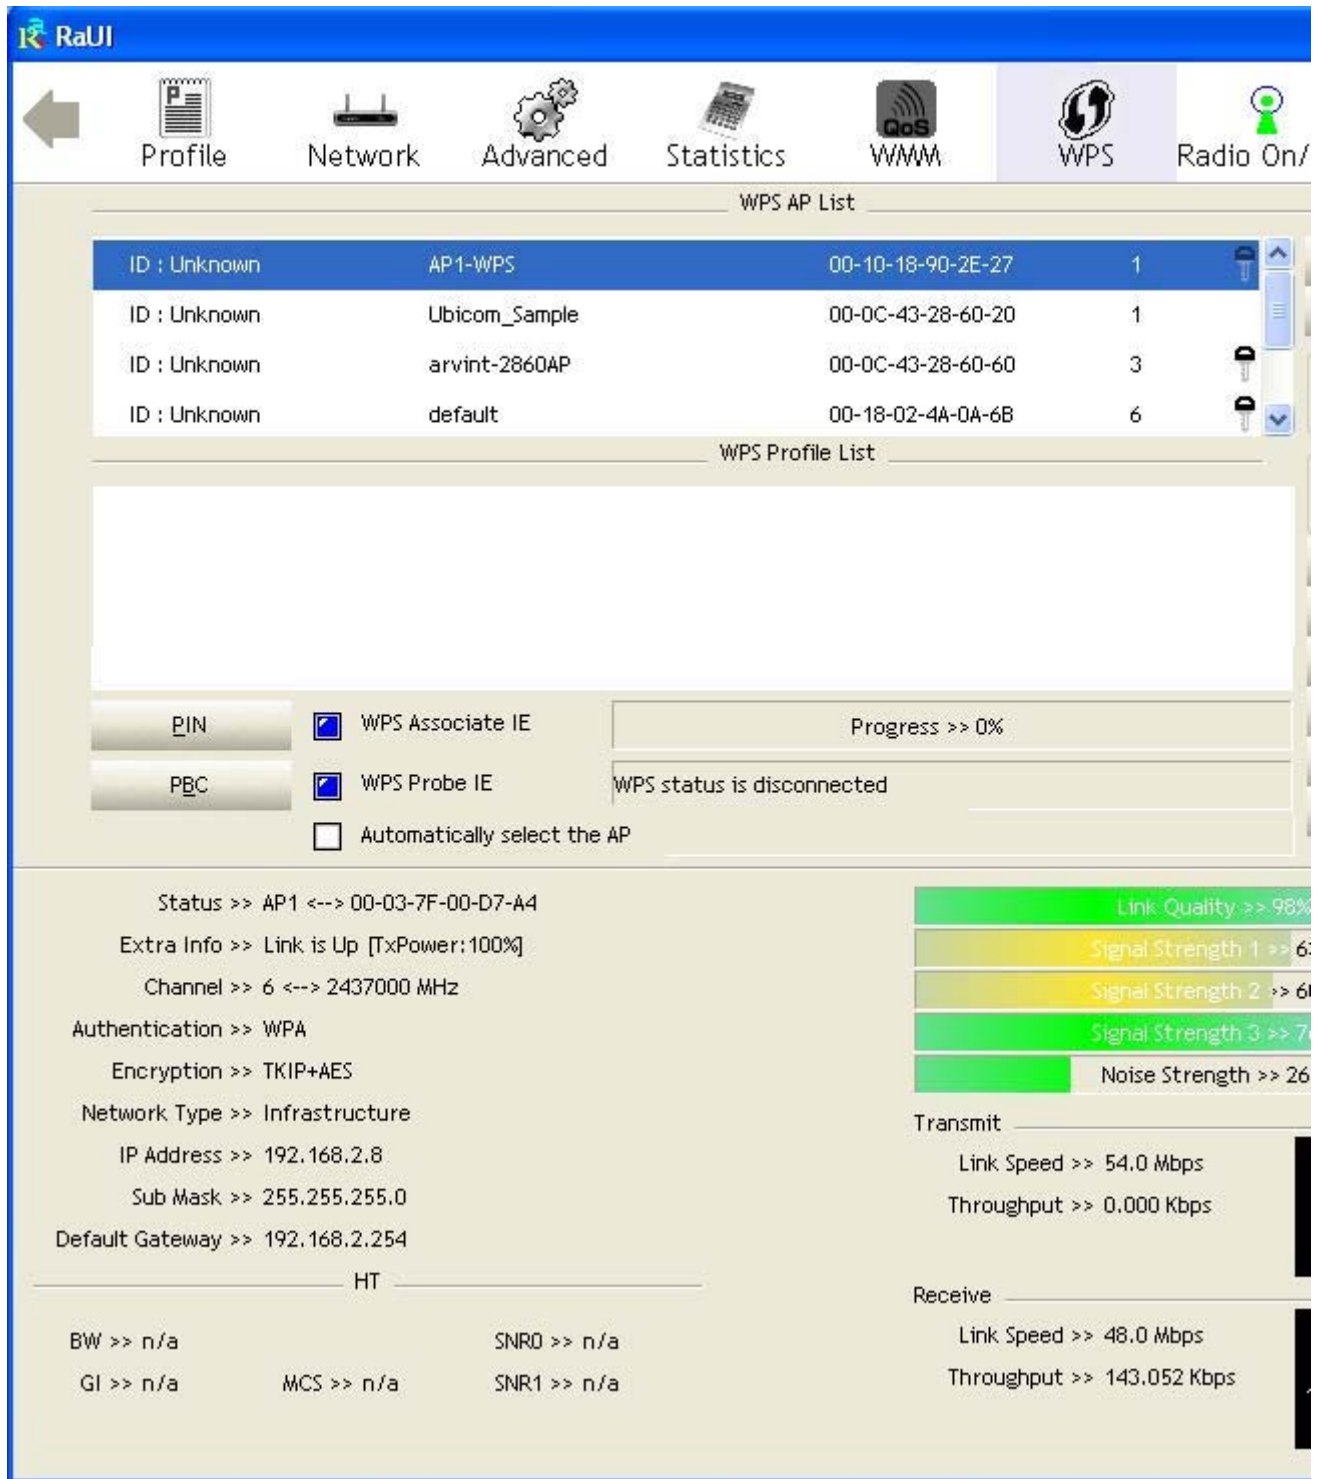 RaUI
Profile Network Advanced Statistics QoS WMM WPS Radio On/
WPS AP List
ID : Unknown AP1-WPS 00-10-18-90-2E-27 1
ID : Unknown Ubicom_Sample 00-0C-43-28-60-20 1
ID : Unknown arvint-2860AP 00-0C-43-28-60-60 3
ID : Unknown default 00-18-02-4A-0A-6B 6
WPS Profile List
PIN WPS Associate IE Progress >> 0%
PBC WPS Probe IE WPS status is disconnected
Automatically select the AP
Status >> AP1 <--> 00-03-7F-00-D7-A4
Extra Info >> Link is Up [TxPower:100%]
Channel >> 6 <--> 2437000 MHz
Authentication >> WPA
Encryption >> TKIP+AES
Network Type >> Infrastructure
IP Address >> 192.168.2.8
Sub Mask >> 255.255.255.0
Default Gateway >> 192.168.2.254
HT
BW >> n/a SNR0 >> n/a
GI >> n/a MCS >> n/a SNR1 >> n/a
Link Quality >> 98%
Signal Strength 1 >>
Signal Strength 2 >>
Signal Strength 3 >>
Noise Strength >> 26
Transmit
Link Speed >> 54.0 Mbps
Throughput >> 0.000 Kbps
Receive
Link Speed >> 48.0 Mbps
Throughput >> 143.052 Kbps